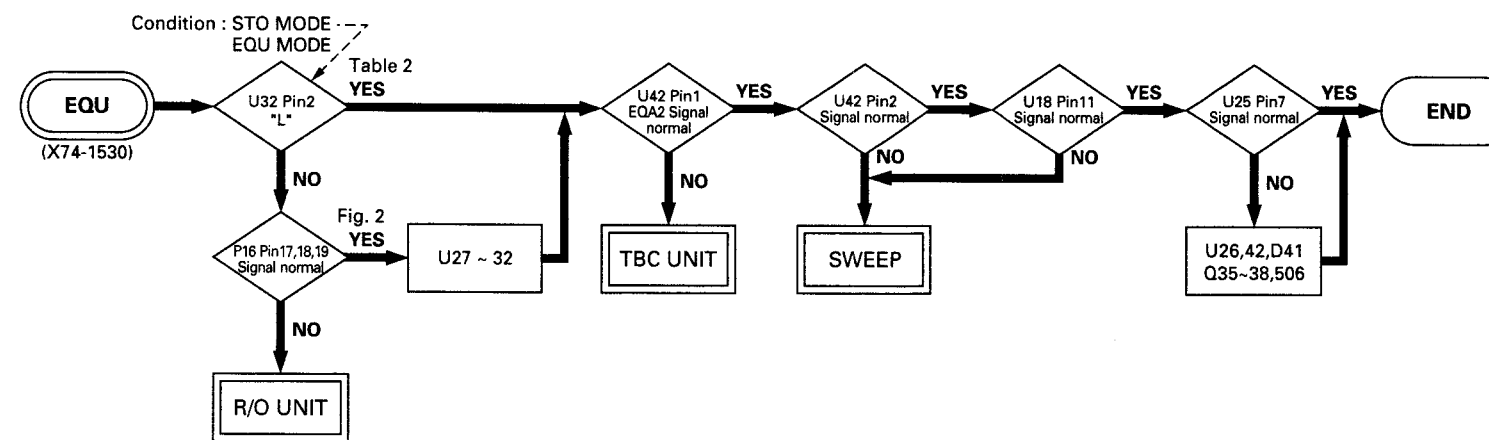 Condition : STO MODE
EQU MODE
EQU
(X74-1530)
U32 Pin2
"L"
Table 2
YES
NO
P16 Pin17,18,19
Signal normal
Fig. 2
YES
NO
U27 ~ 32
R/O UNIT
U42 Pin1
EQA2 Signal
normal
YES
NO
TBC UNIT
U42 Pin2
Signal normal
YES
NO
SWEEP
U18 Pin11
Signal normal
YES
NO
U25 Pin7
Signal normal
YES
NO
U26,42,D41
Q35~38,506
END